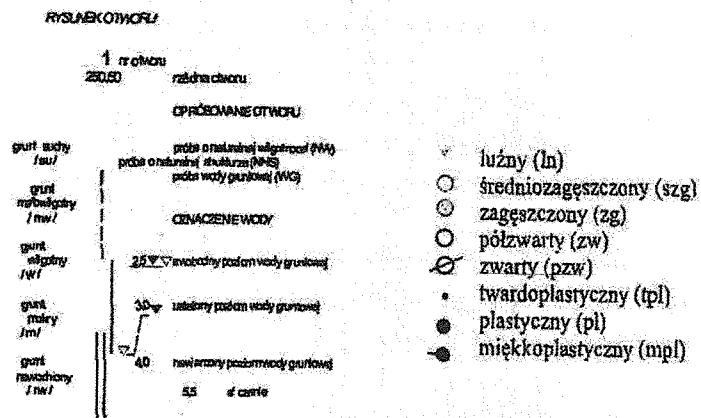 RYSUNEK OTWORU
1 nr otworu
250,50 rzędna otworu
OPRÓBOWANIE OTWORU
grunt suchy /su/
próba o naturalnej wilgotności (NW)
próba o naturalnej strukturze (NNS)
próba wody gruntowej (WG)
grunt małowilgotny /mw/
OZNACZENIE WODY
grunt wilgotny /w/
2.5 swobodny poziom wody gruntowej
grunt mokry /m/
3.0 ustalony poziom wody gruntowej
grunt nawodniony /nw/
4.0 nawiercony poziom wody gruntowej
5.5
luźny (ln)
średniozagęszczony (szg)
zagęszczony (zg)
półzwarty (zw)
zwarty (pzw)
twardoplastyczny (tpl)
plastyczny (pl)
miękkoplastyczny (mpl)